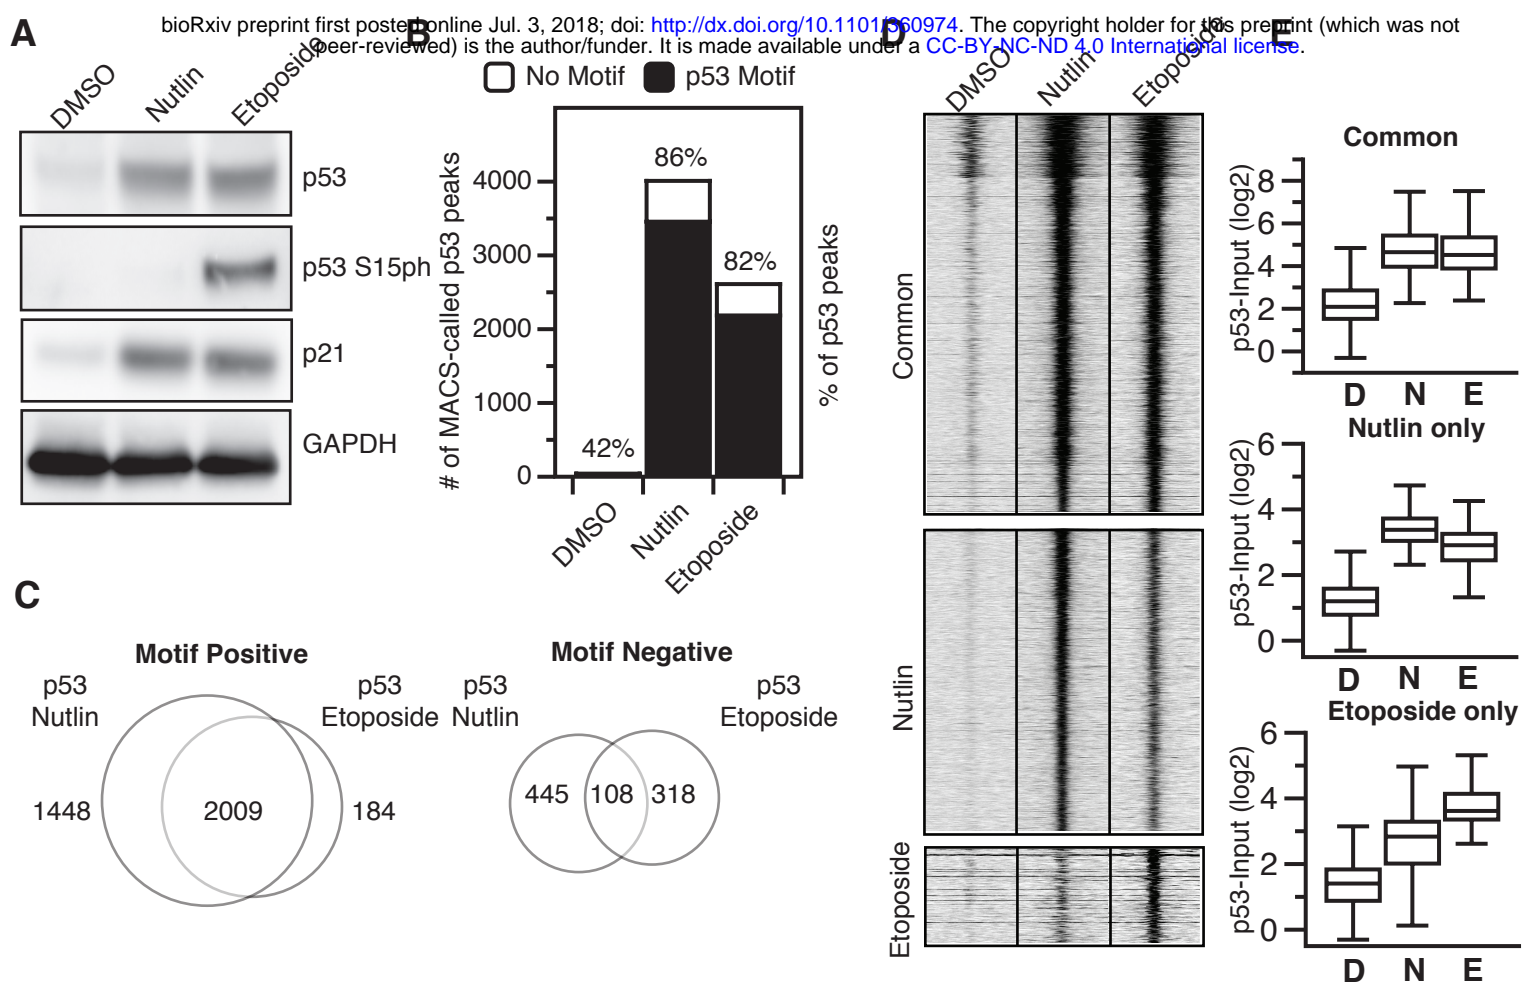 bioRxiv preprint first posted online Jul. 3, 2018; doi: http://dx.doi.org/10.1101/360974. The copyright holder for this preprint (which was not
peer-reviewed) is the author/funder. It is made available under a CC-BY-NC-ND 4.0 International license.
A
DMSO
Nutlin
Etoposide
p53
p53 S15ph
p21
GAPDH
B
No Motif
p53 Motif
# of MACS-called p53 peaks
4000
3000
2000
1000
0
42%
86%
82%
DMSO
Nutlin
Etoposide
% of p53 peaks
C
Motif Positive
p53
Nutlin
p53
Etoposide
1448
2009
184
Motif Negative
p53
Nutlin
p53
Etoposide
445
108
318
D
DMSO
Nutlin
Etoposide
Common
Nutlin
Etoposide
E
Common
p53-Input (log2)
8
6
4
2
0
D N E
Nutlin only
p53-Input (log2)
6
4
2
0
D N E
Etoposide only
p53-Input (log2)
6
4
2
0
D N E